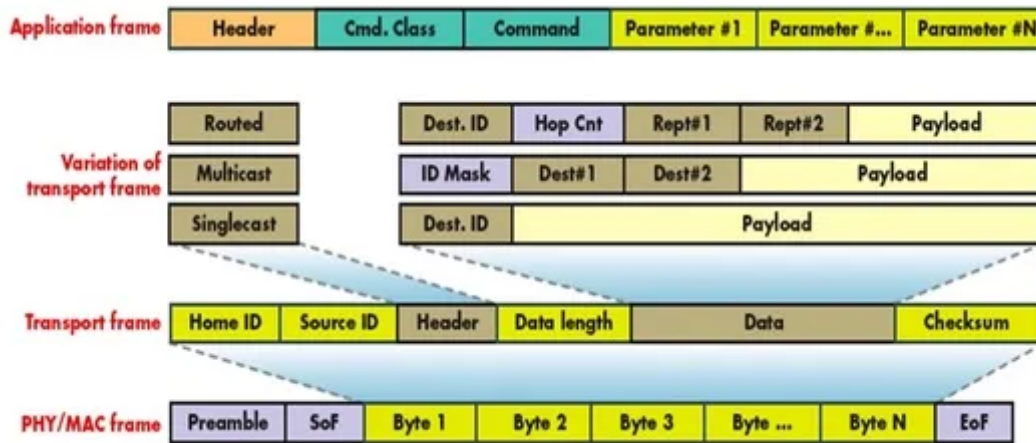 Application frame Header Cmd. Class Command Parameter #1 Parameter #... Parameter #N
Routed Dest. ID Hop Cnt Rept#1 Rept#2 Payload
Variation of transport frame
Multicast ID Mask Dest#1 Dest#2 Payload
Singlecast Dest. ID Payload
Transport frame Home ID Source ID Header Data length Data Checksum
PHY/MAC frame Preamble SoF Byte 1 Byte 2 Byte 3 Byte ... Byte N EoF